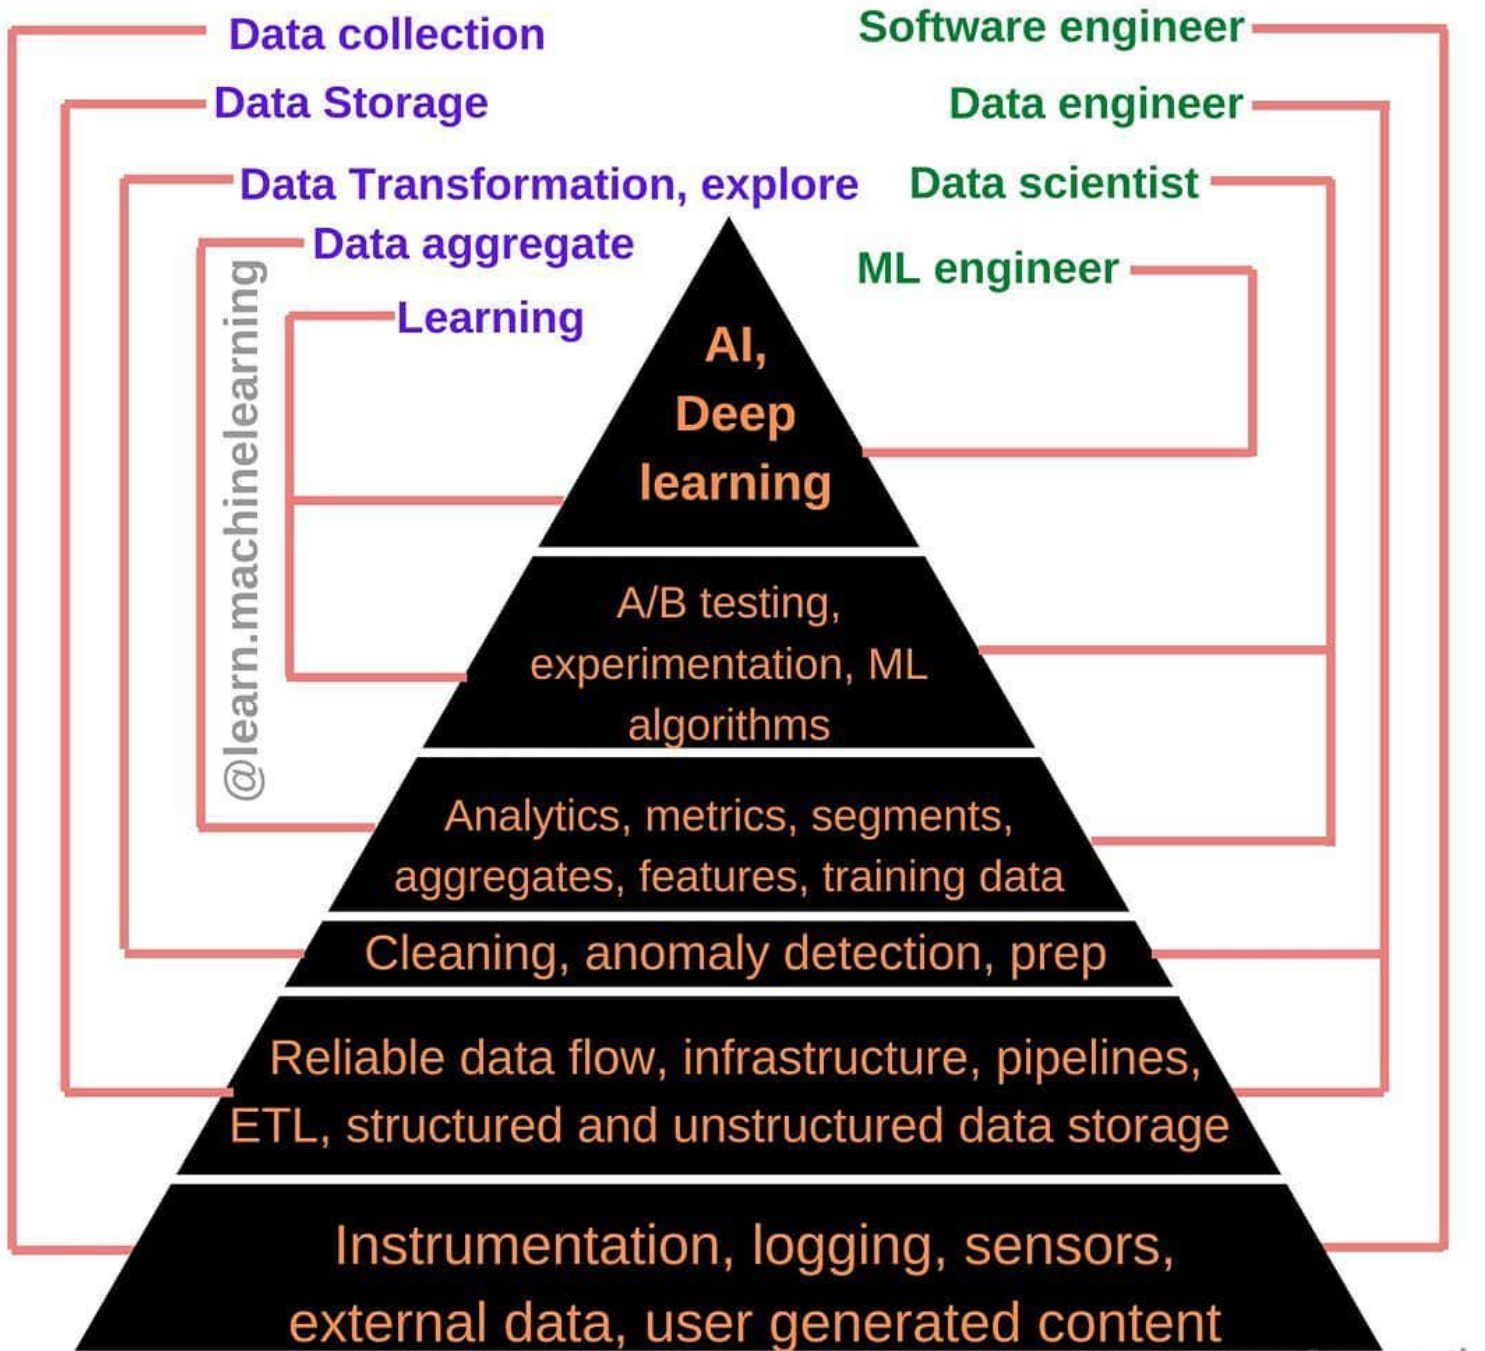 Data collection
Data Storage
Data Transformation, explore
Data aggregate
Learning
Software engineer
Data engineer
Data scientist
ML engineer
@learn.machinelearning
AI,
Deep
learning
A/B testing,
experimentation, ML
algorithms
Analytics, metrics, segments,
aggregates, features, training data
Cleaning, anomaly detection, prep
Reliable data flow, infrastructure, pipelines,
ETL, structured and unstructured data storage
Instrumentation, logging, sensors,
external data, user generated content